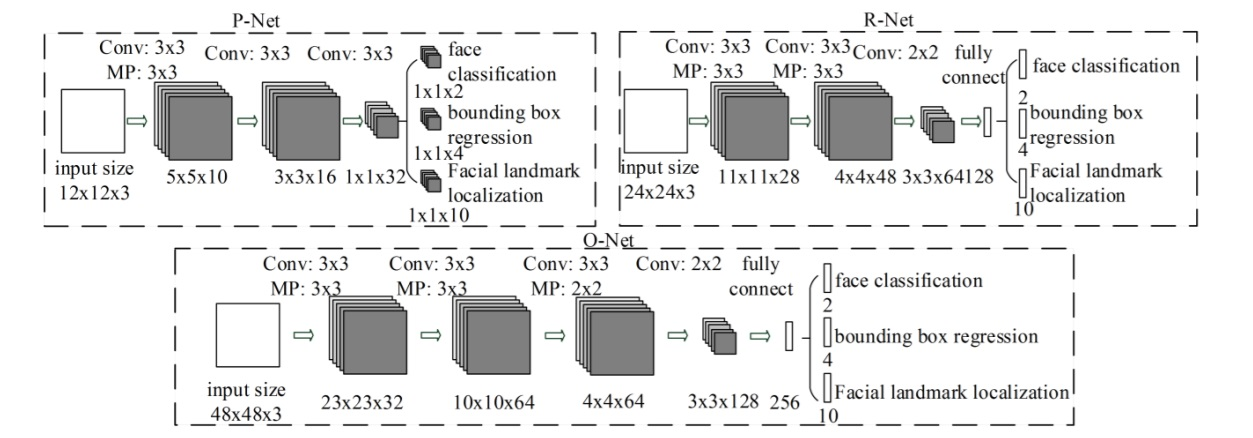 P-Net
Conv: 3x3 Conv: 3x3 Conv: 3x3
MP: 3x3
face
classification
1x1x2
bounding box
regression
1x1x4
Facial landmark
localization
1x1x10
input size
12x12x3
5x5x10 3x3x16 1x1x32
R-Net
Conv: 3x3 Conv: 3x3 Conv: 2x2 fully
MP: 3x3 MP: 3x3 connect
face classification
2
bounding box
regression
4
Facial landmark
localization
10
input size
24x24x3
11x11x28 4x4x48 3x3x64 128
O-Net
Conv: 3x3 Conv: 3x3 Conv: 3x3 Conv: 2x2 fully
MP: 3x3 MP: 3x3 MP: 2x2 connect
face classification
2
bounding box regression
4
Facial landmark localization
10
input size
48x48x3
23x23x32 10x10x64 4x4x64 3x3x128 256